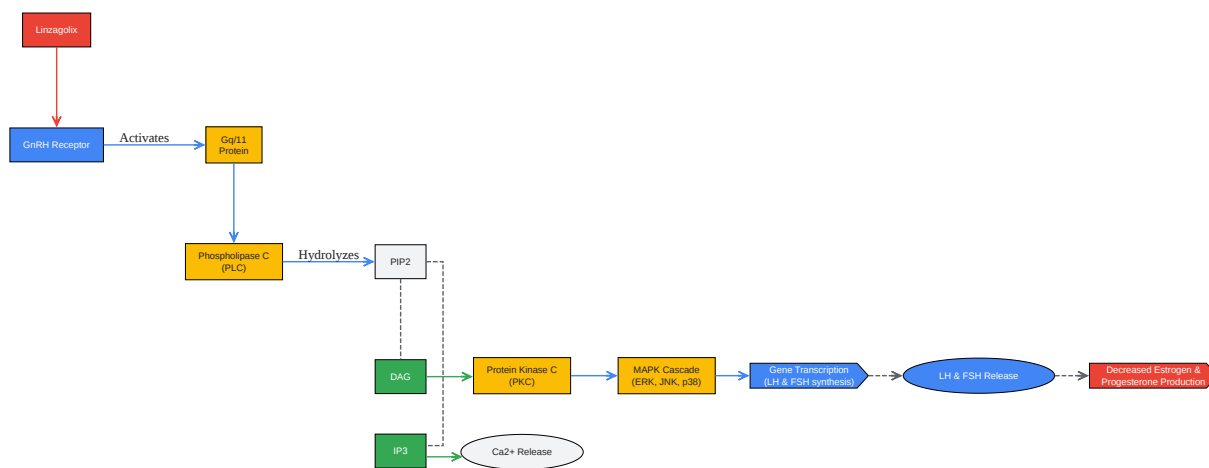 Linzagolix
GnRH Receptor
Activates
Gq/11
Protein
Phospholipase C
(PLC)
Hydrolyzes
PIP2
DAG
Protein Kinase C
(PKC)
MAPK Cascade
(ERK, JNK, p38)
Gene Transcription
(LH & FSH synthesis)
LH & FSH Release
Decreased Estrogen &
Progesterone Production
IP3
Ca2+ Release